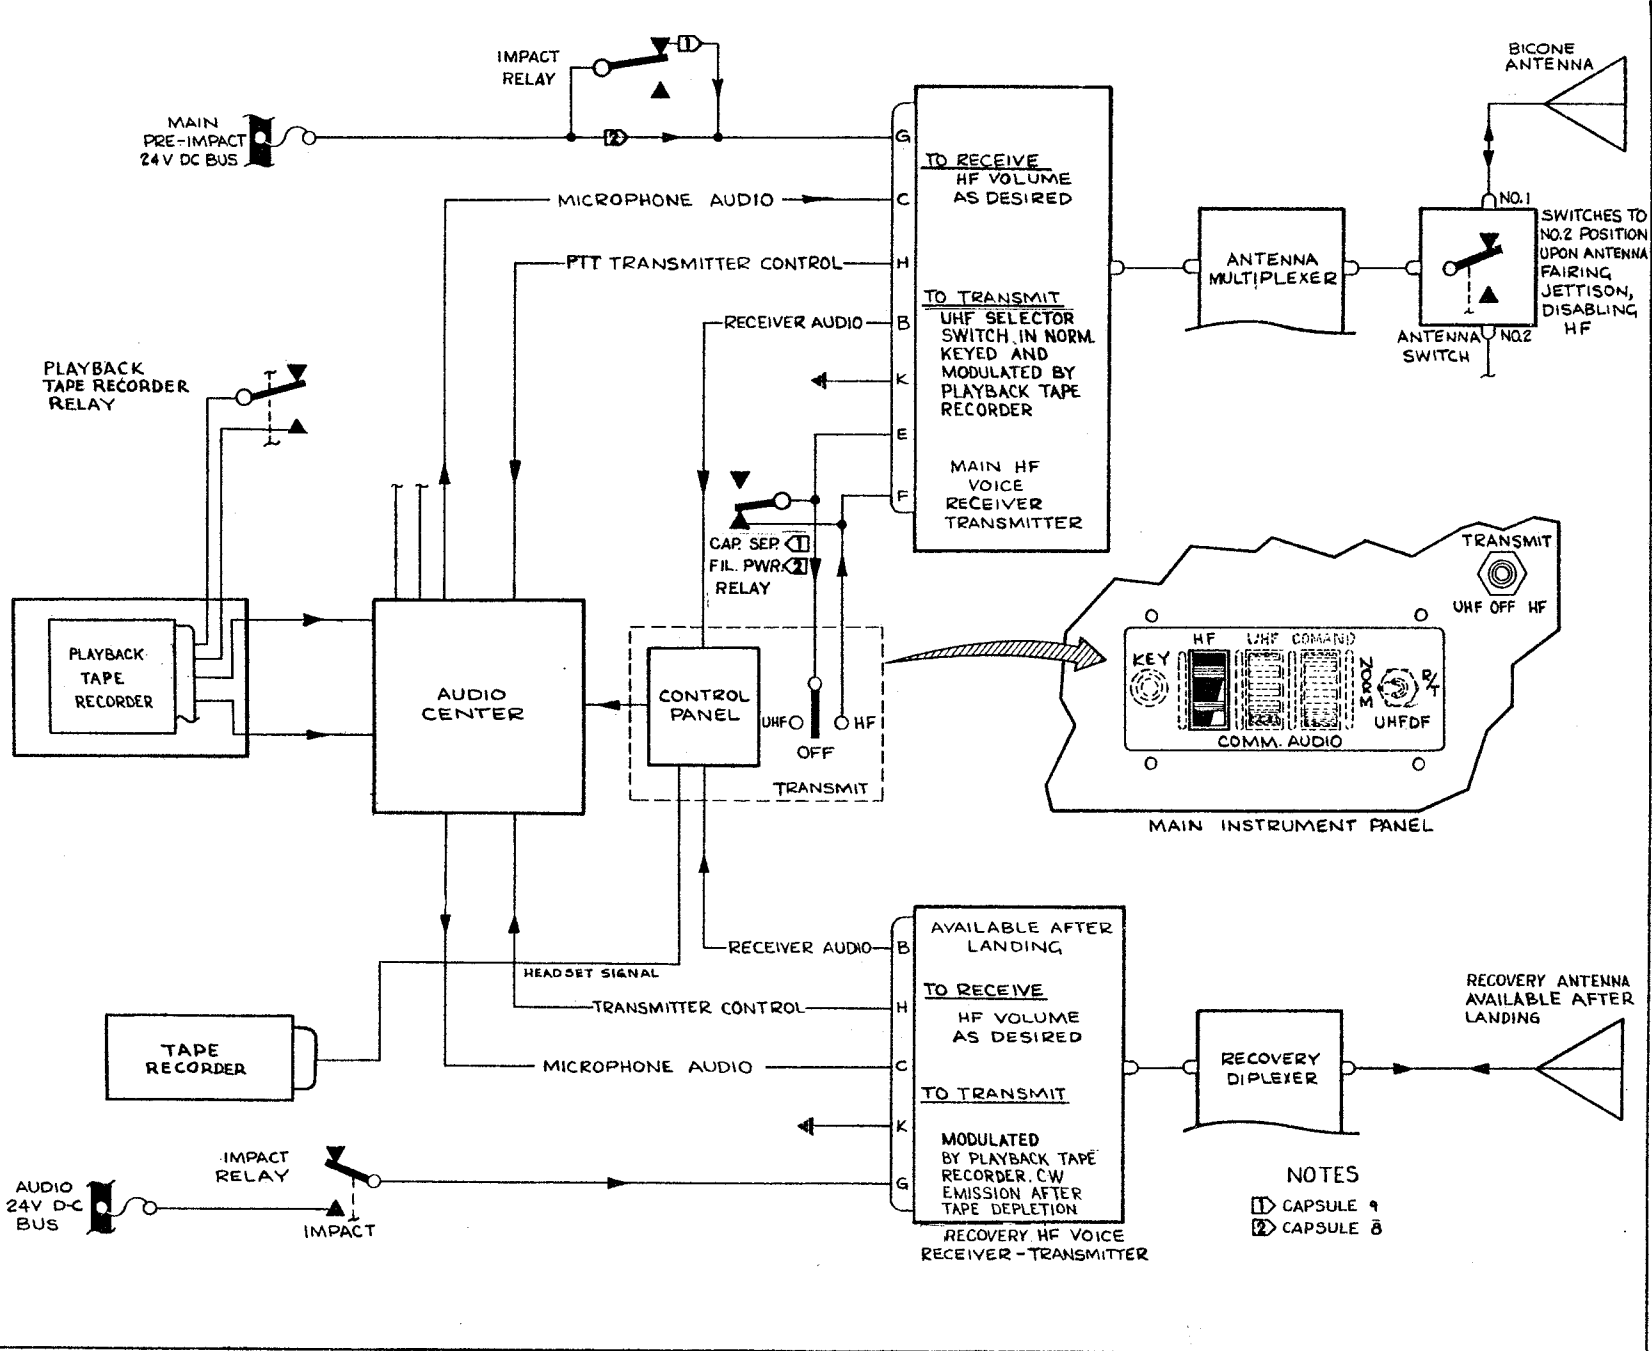 IMPACT
RELAY
1
MAIN
PRE-IMPACT
24V DC BUS
2
G
TO RECEIVE
HF VOLUME
AS DESIRED
MICROPHONE AUDIO
C
PTT TRANSMITTER CONTROL
H
TO TRANSMIT
UHF SELECTOR
SWITCH IN NORM.
KEYED AND
MODULATED BY
PLAYBACK TAPE
RECORDER
RECEIVER AUDIO
B
K
E
F
MAIN HF
VOICE
RECEIVER
TRANSMITTER
BICONE
ANTENNA
ANTENNA
MULTIPLEXER
NO.1
SWITCHES TO
NO.2 POSITION
UPON ANTENNA
FAIRING
JETTISON,
DISABLING
HF
ANTENNA
SWITCH
NO.2
PLAYBACK
TAPE RECORDER
RELAY
CAP. SEP. 1
FIL. PWR. 2
RELAY
PLAYBACK
TAPE
RECORDER
AUDIO
CENTER
CONTROL
PANEL
UHF
HF
OFF
TRANSMIT
TRANSMIT
UHF OFF HF
HF UHF COMAND
KEY
NORM
R/T
UHFDF
COMM. AUDIO
MAIN INSTRUMENT PANEL
AVAILABLE AFTER
LANDING
RECEIVER AUDIO
B
HEADSET SIGNAL
TO RECEIVE
HF VOLUME
AS DESIRED
TRANSMITTER CONTROL
H
MICROPHONE AUDIO
C
TO TRANSMIT
K
MODULATED
BY PLAYBACK TAPE
RECORDER. CW
EMISSION AFTER
TAPE DEPLETION
G
RECOVERY HF VOICE
RECEIVER-TRANSMITTER
TAPE
RECORDER
IMPACT
RELAY
AUDIO
24V D-C
BUS
IMPACT
RECOVERY
DIPLEXER
RECOVERY ANTENNA
AVAILABLE AFTER
LANDING
NOTES
1 CAPSULE 9
2 CAPSULE 8